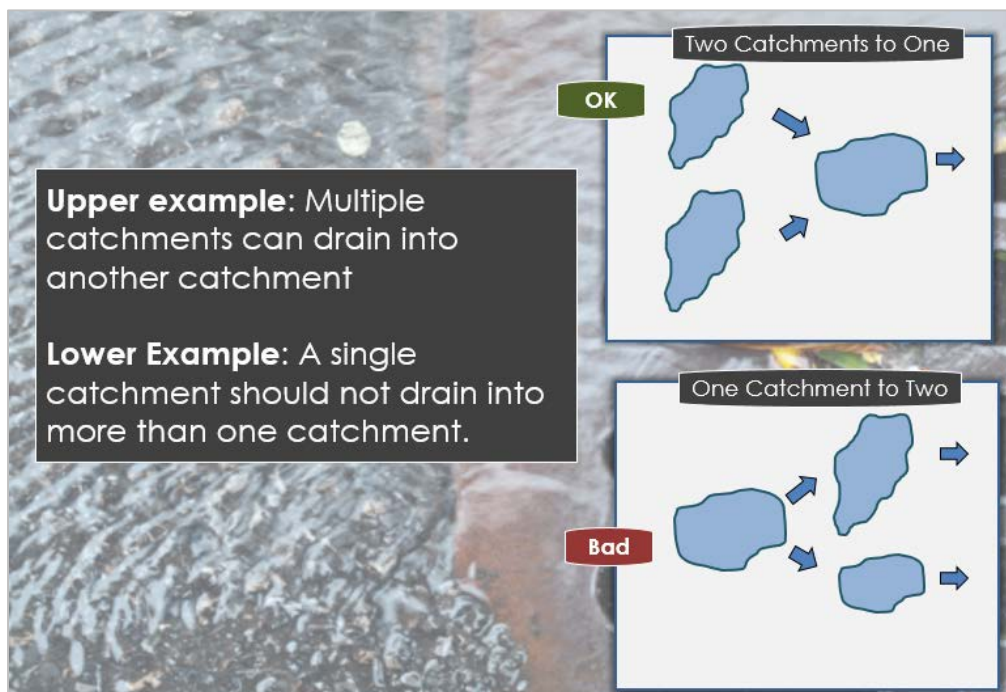 Two Catchments to One
OK
Upper example: Multiple
catchments can drain into
another catchment
Lower Example: A single
catchment should not drain into
more than one catchment.
One Catchment to Two
Bad